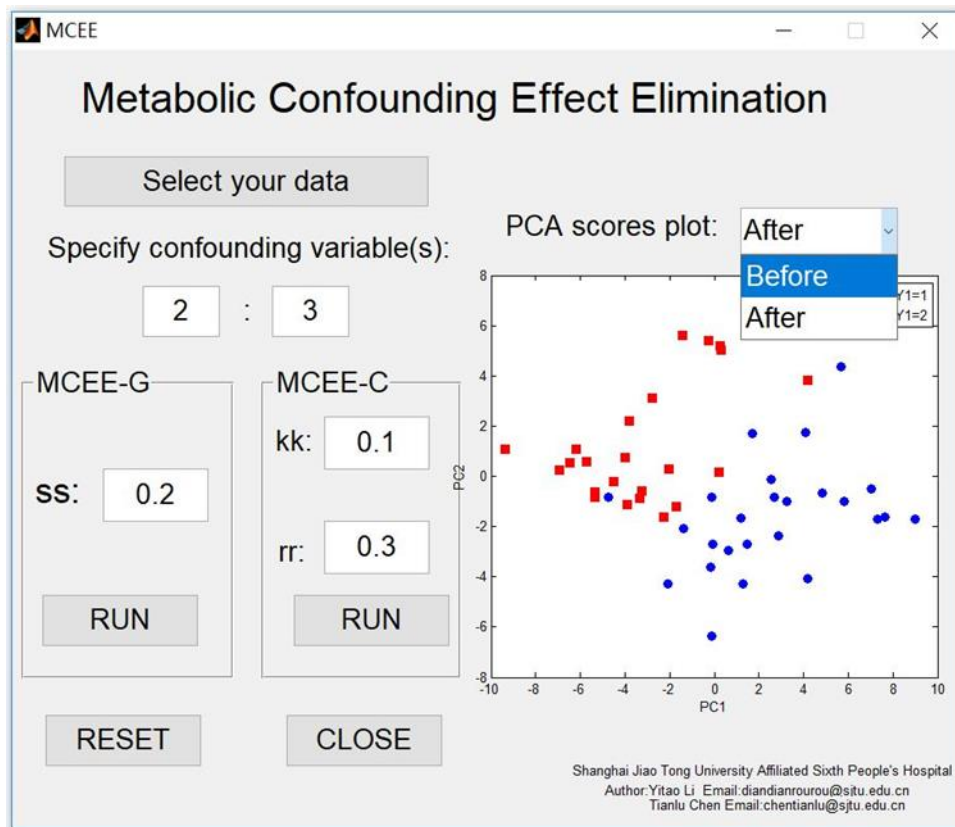 MCEE
Metabolic Confounding Effect Elimination
Select your data
Specify confounding variable(s):
2 : 3
MCEE-G
ss: 0.2
RUN
MCEE-C
kk: 0.1
rr: 0.3
RUN
RESET
CLOSE
PCA scores plot: After
Before
After
Y1=1
Y1=2
8
6
4
2
0
-2
-4
-6
-8
PC2
-10 -8 -6 -4 -2 0 2 4 6 8 10
PC1
Shanghai Jiao Tong University Affiliated Sixth People's Hospital
Author:Yitao Li Email:diandianrourou@sjtu.edu.cn
Tianlu Chen Email:chentianlu@sjtu.edu.cn